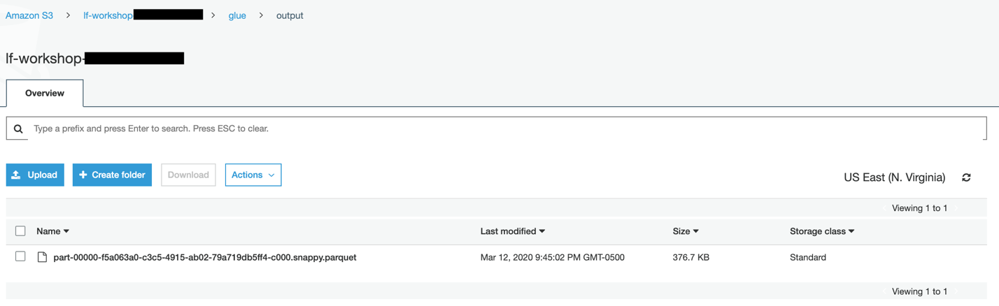 Amazon S3 > lf-workshop- > glue > output
lf-workshop-
Overview
Type a prefix and press Enter to search. Press ESC to clear.
Upload + Create folder Download Actions
US East (N. Virginia)
Viewing 1 to 1
Name Last modified Size Storage class
part-00000-f5a063a0-c3c5-4915-ab02-79a719db5ff4-c000.snappy.parquet Mar 12, 2020 9:45:02 PM GMT-0500 376.7 KB Standard
Viewing 1 to 1